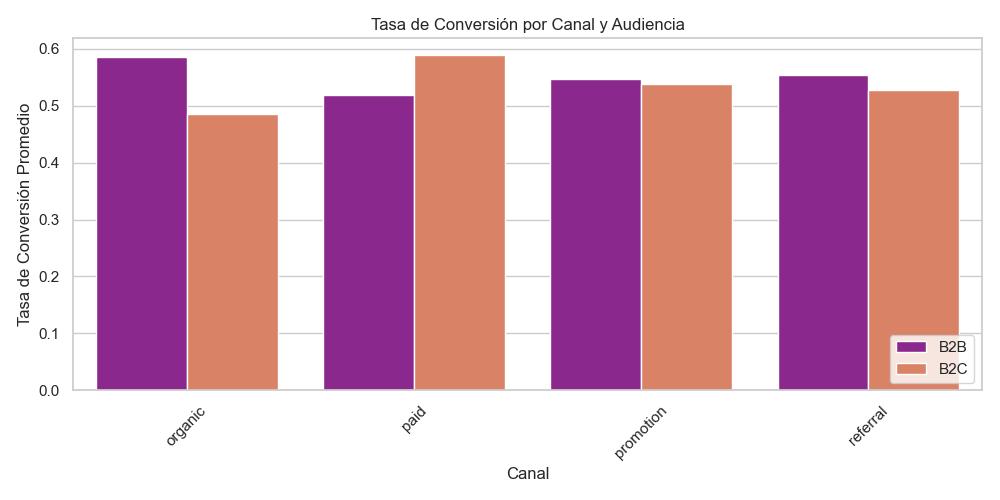 Tasa de Conversión por Canal y Audiencia
Tasa de Conversión Promedio
0.6
0.5
0.4
0.3
0.2
0.1
0.0
organic
paid
promotion
referral
Canal
B2B
B2C